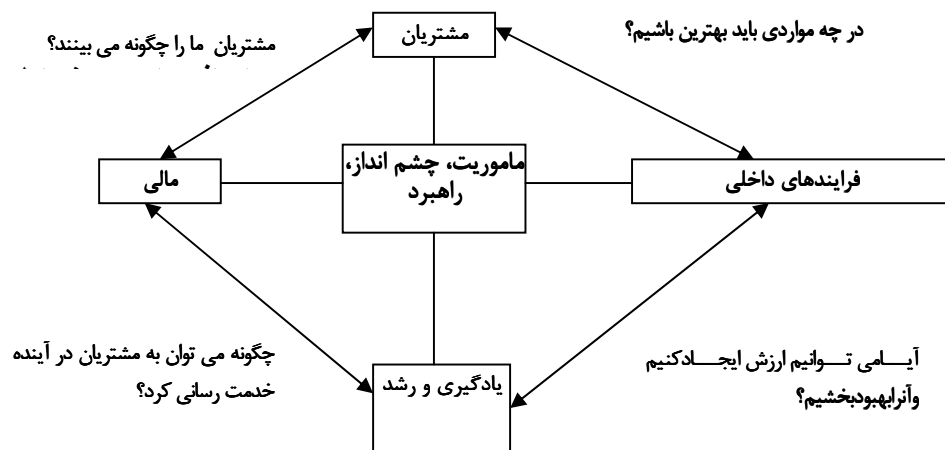 در چه مواردی باید بهترین باشیم؟
مشتریان
مشتریان ما را چگونه می بینند؟
فرایندهای داخلی
ماموریت، چشم انداز،
راهبرد
مالی
آیـــامی تـــوانیم ارزش ایجـــادکنیم
وآنرابهبودبخشیم؟
یادگیری و رشد
چگونه می توان به مشتریان در آینده
خدمت رسانی کرد؟